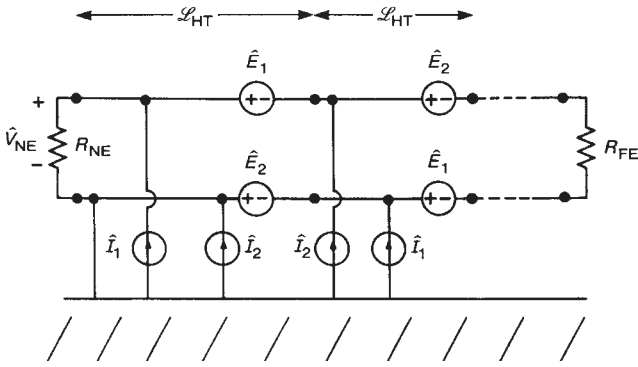 ℒHT ℒHT
Ê1 Ê2
+ +− +−
V̂NE RNE RFE
− Ê2 Ê1
+− +−
Î1 Î2 Î2 Î1